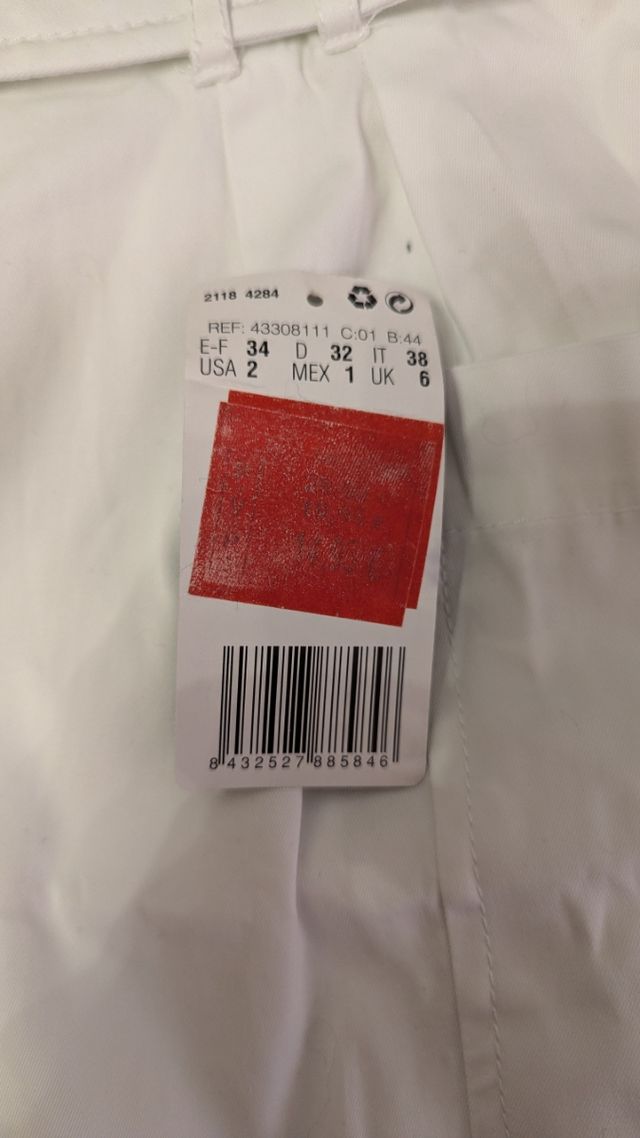 2118 4284
REF: 43308111 C:01 B:44
E-F 34 D 32 IT 38
USA 2 MEX 1 UK 6
8 432527 885846